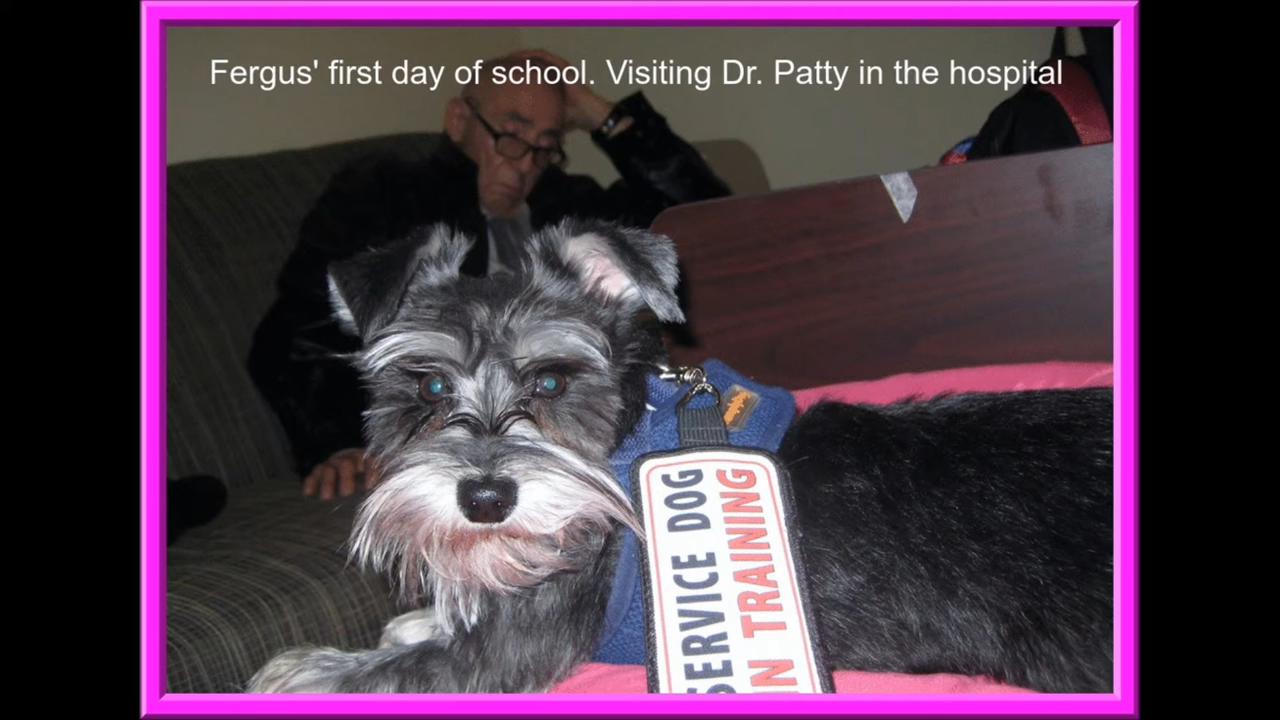 Fergus' first day of school. Visiting Dr. Patty in the hospital
SERVICE DOG
IN TRAINING